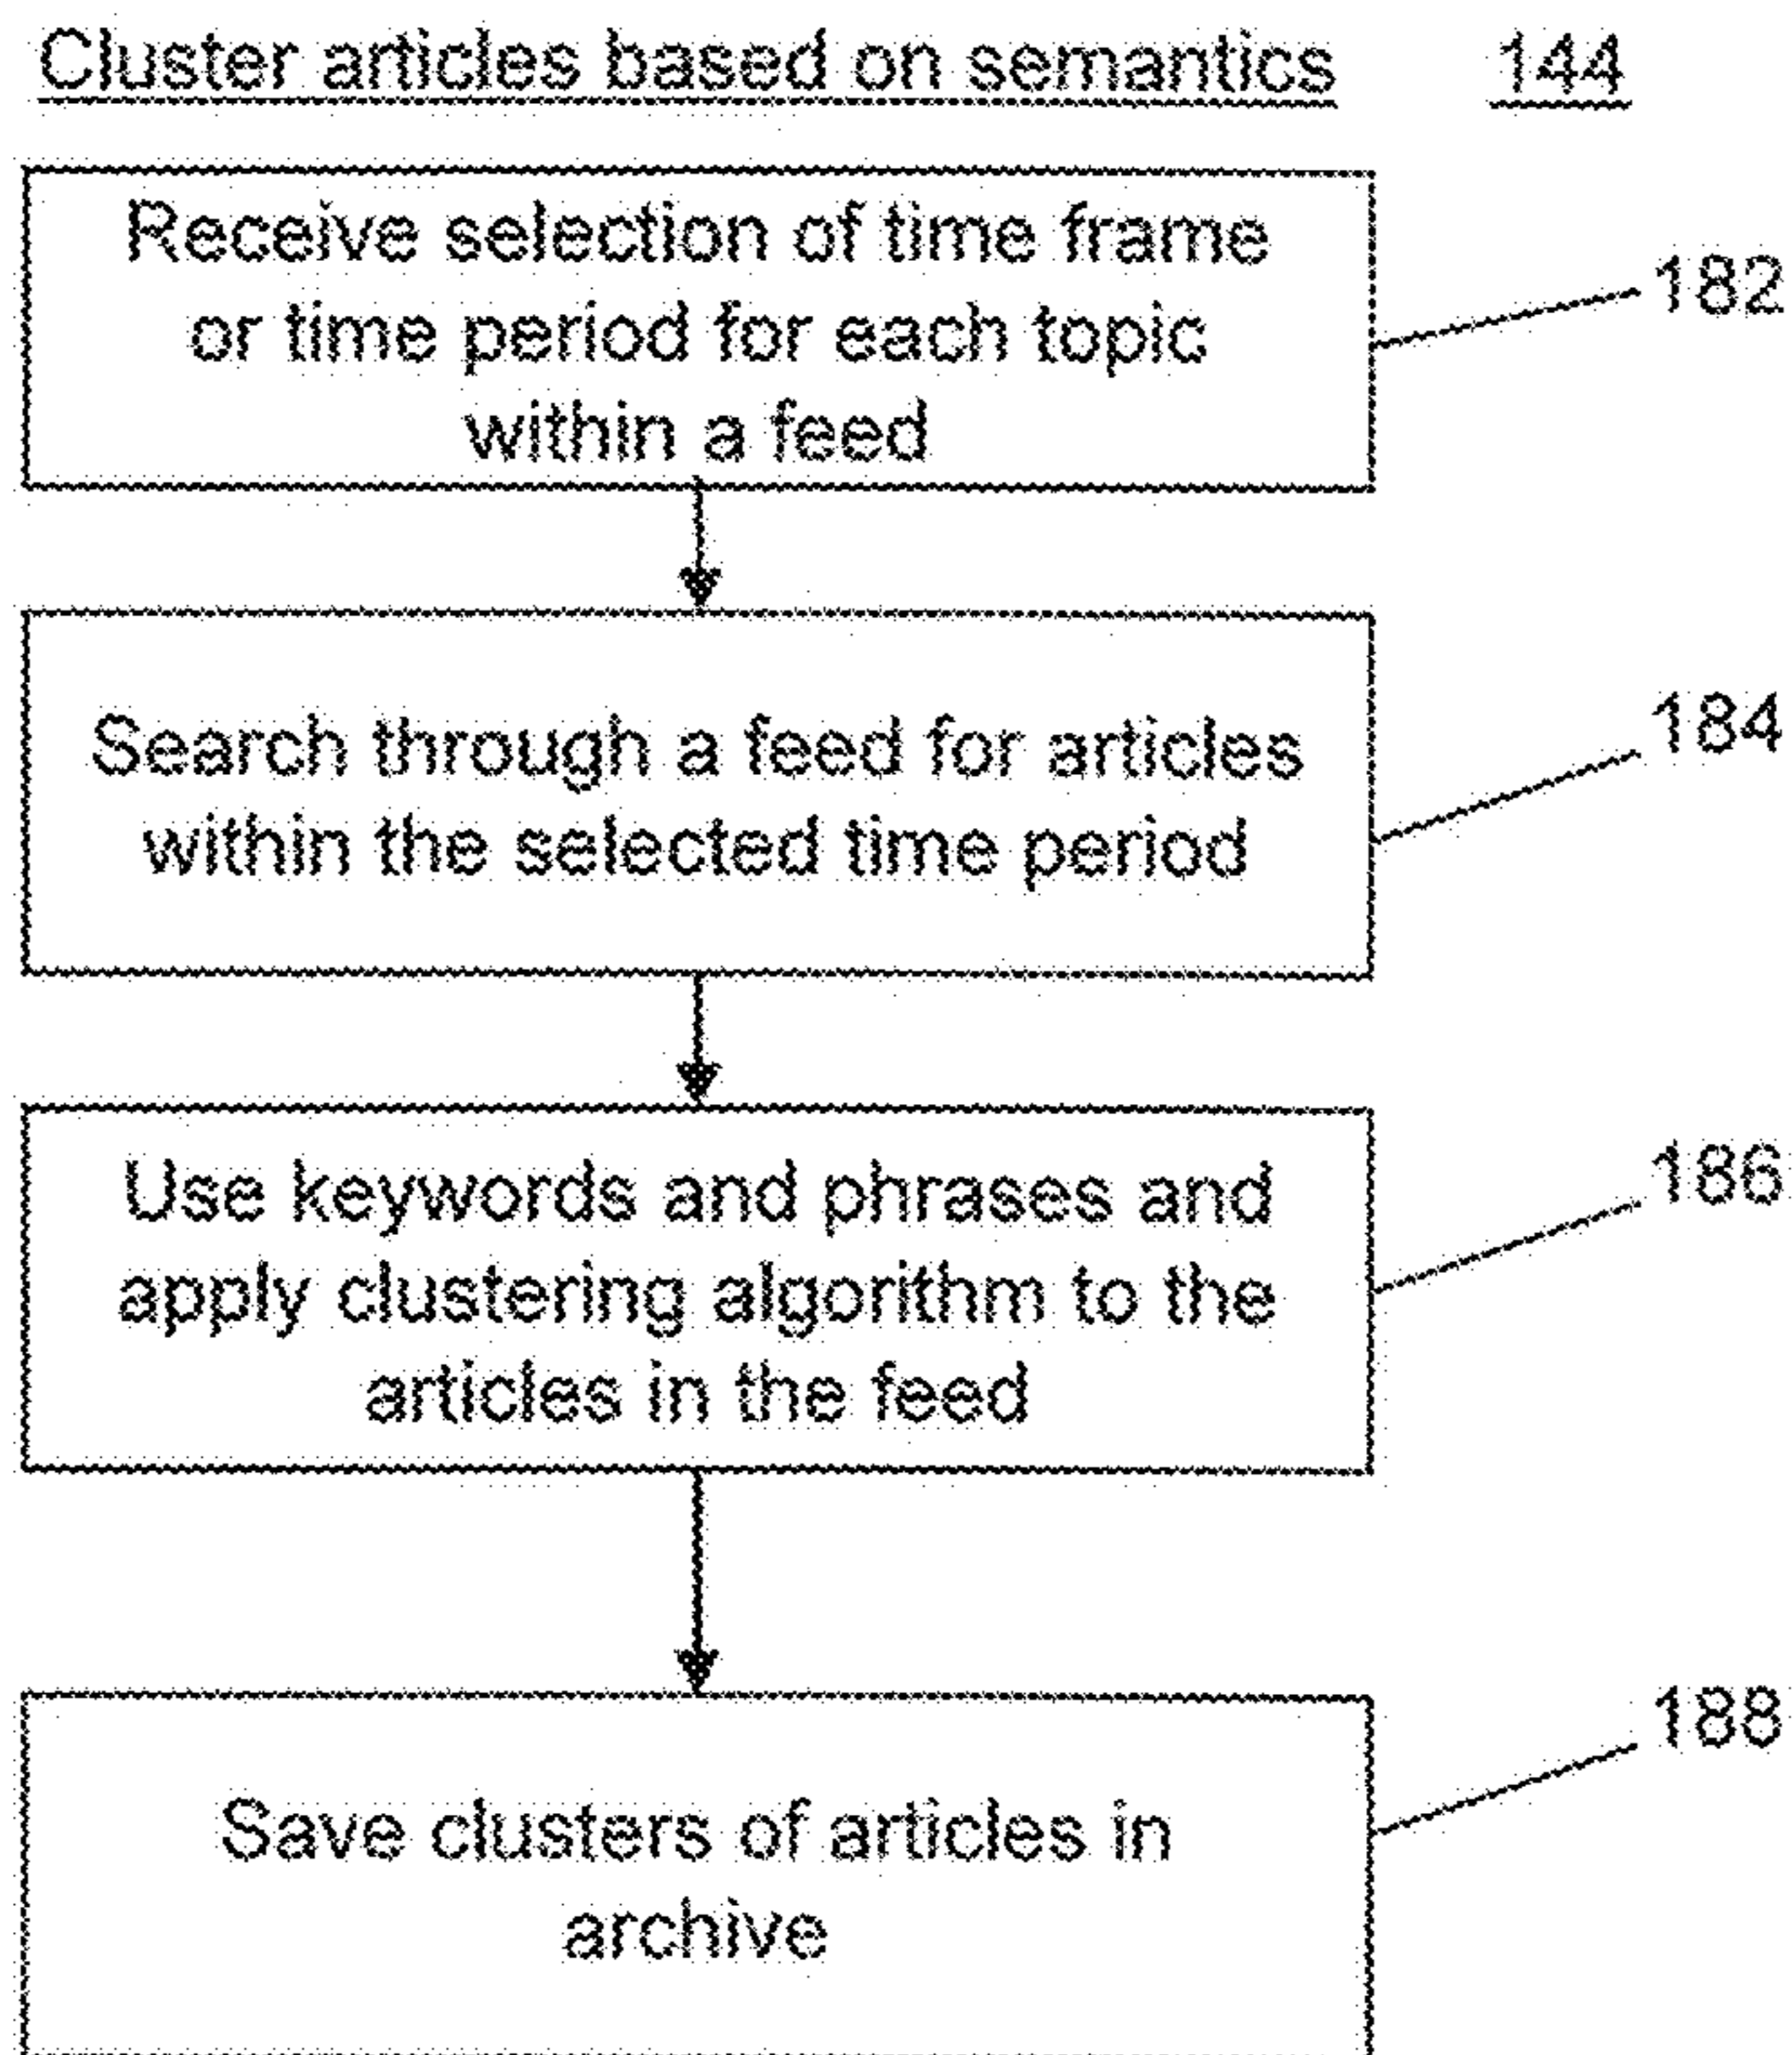 Cluster articles based on semantics 144
Receive selection of time frame
or time period for each topic
within a feed
182
Search through a feed for articles
within the selected time period
184
Use keywords and phrases and
apply clustering algorithm to the
articles in the feed
186
Save clusters of articles in
archive
188